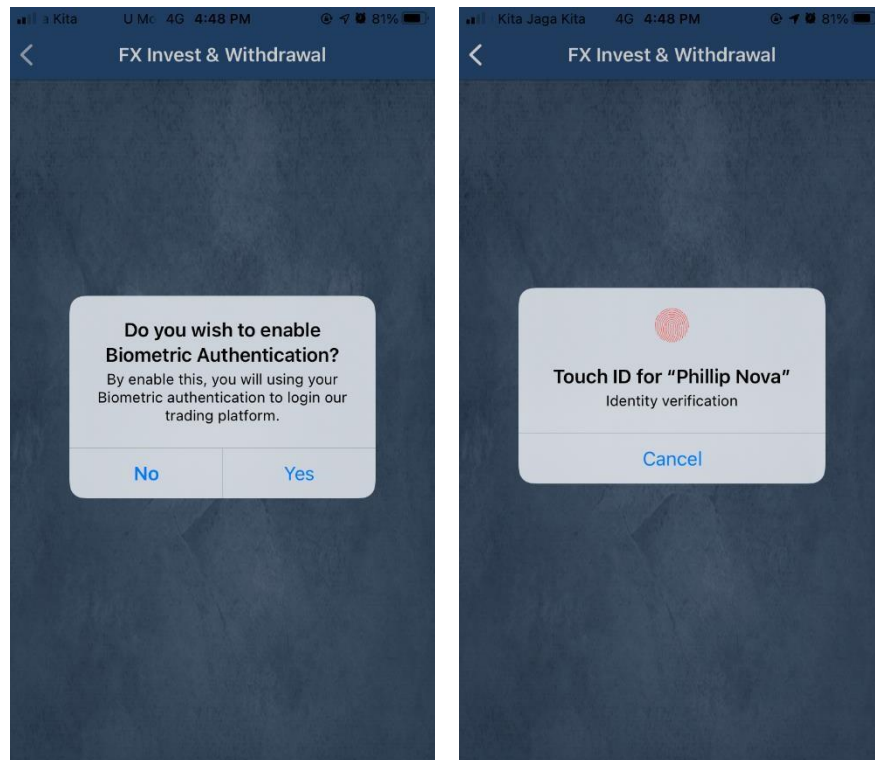 a Kita U Mo 4G 4:48 PM 81%
FX Invest & Withdrawal
Do you wish to enable
Biometric Authentication?
By enable this, you will using your
Biometric authentication to login our
trading platform.
No Yes
Kita Jaga Kita 4G 4:48 PM 81%
FX Invest & Withdrawal
Touch ID for “Phillip Nova”
Identity verification
Cancel